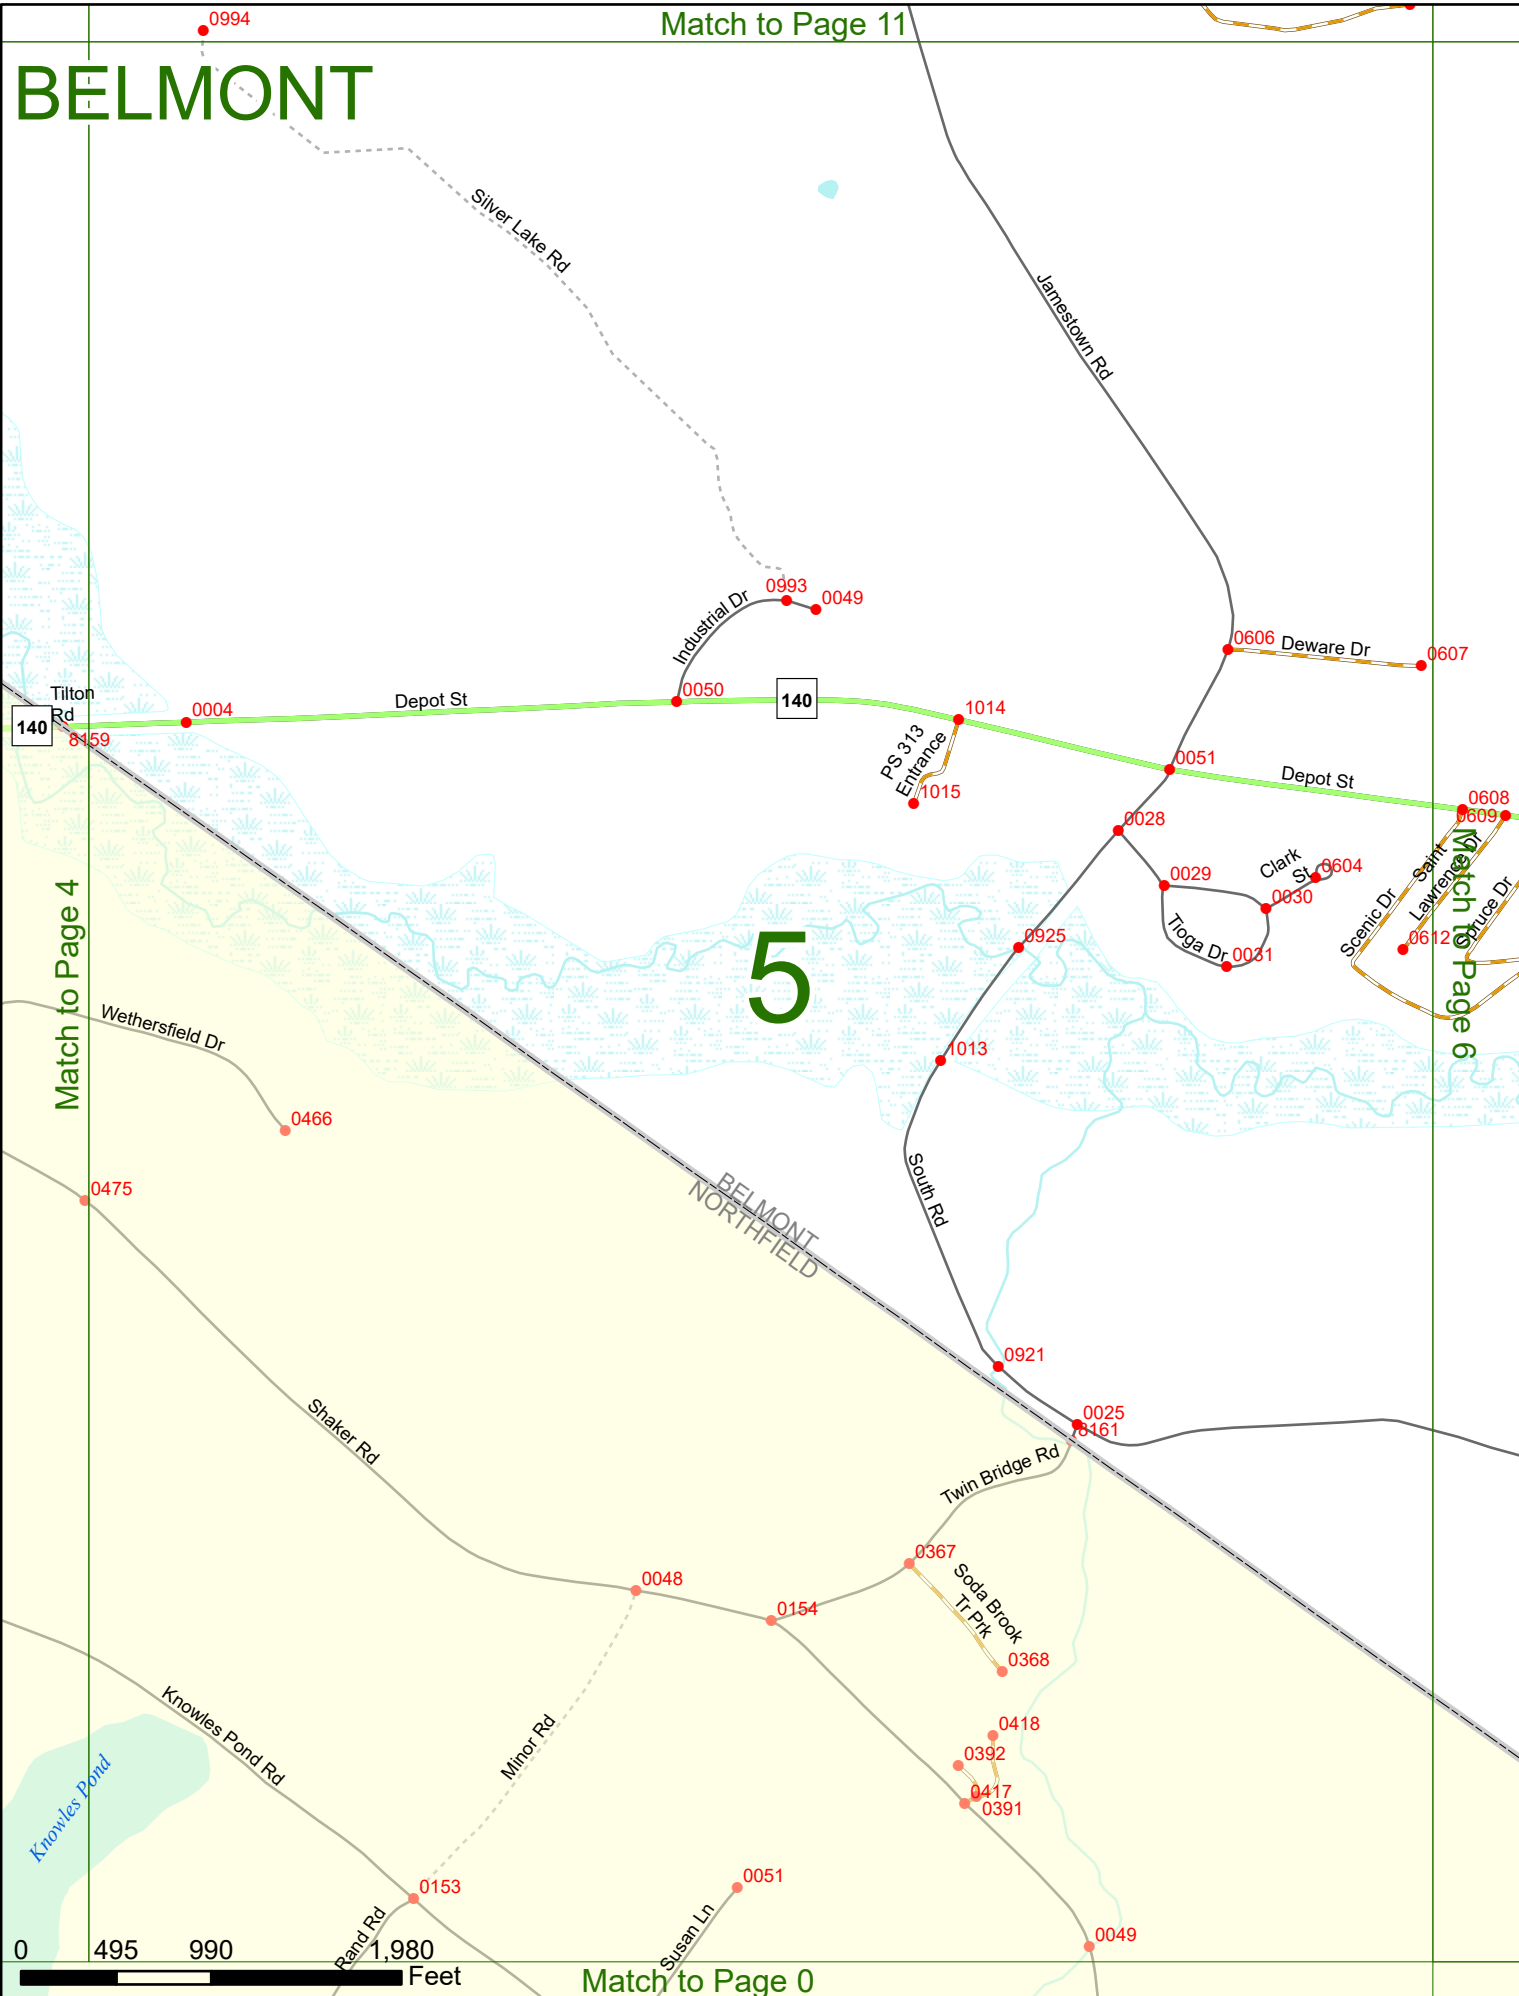 Match to Page 11
0994
BELMONT
Silver Lake Rd
Jamestown Rd
0993
0049
Industrial Dr
0606
Deware Dr
0607
Tilton
Rd
140
8159
0004
Depot St
0050
140
1014
PS 313
Entrance
1015
0051
Depot St
0608
0609
0028
0029
Clark
St
0604
0030
Tioga Dr
0031
Saint
Lawrence Dr
Scenic Dr
0612
Spruce Dr
Match to Page 6
Match to Page 4
5
0925
1013
Wethersfield Dr
0466
0475
South Rd
BELMONT
NORTHFIELD
0921
0025
8161
Shaker Rd
Twin Bridge Rd
0367
Soda Brook
Tr Prk
0048
0154
0368
Knowles Pond Rd
Minor Rd
0418
0392
0417
0391
Knowles Pond
0153
0051
Rand Rd
Susan Ln
0049
0 495 990 1,980
Feet
Match to Page 0